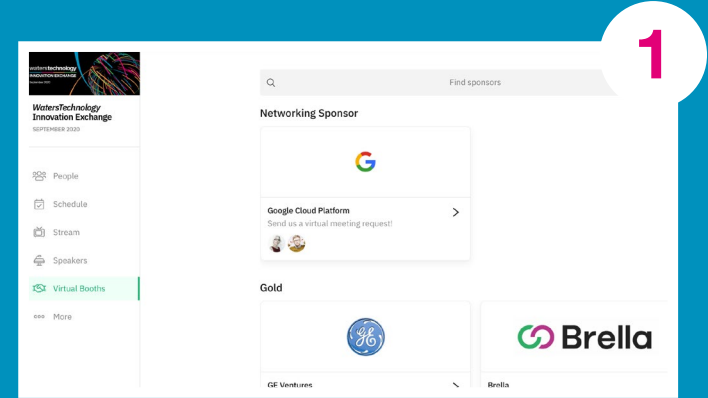 1
waterstechnology
INNOVATION EXCHANGE
WatersTechnology
Innovation Exchange
SEPTEMBER 2020
People
Schedule
Stream
Speakers
Virtual Booths
More
Find sponsors
Networking Sponsor
G
Google Cloud Platform
Send us a virtual meeting request!
Gold
GE
Brella
GE Ventures
Brella